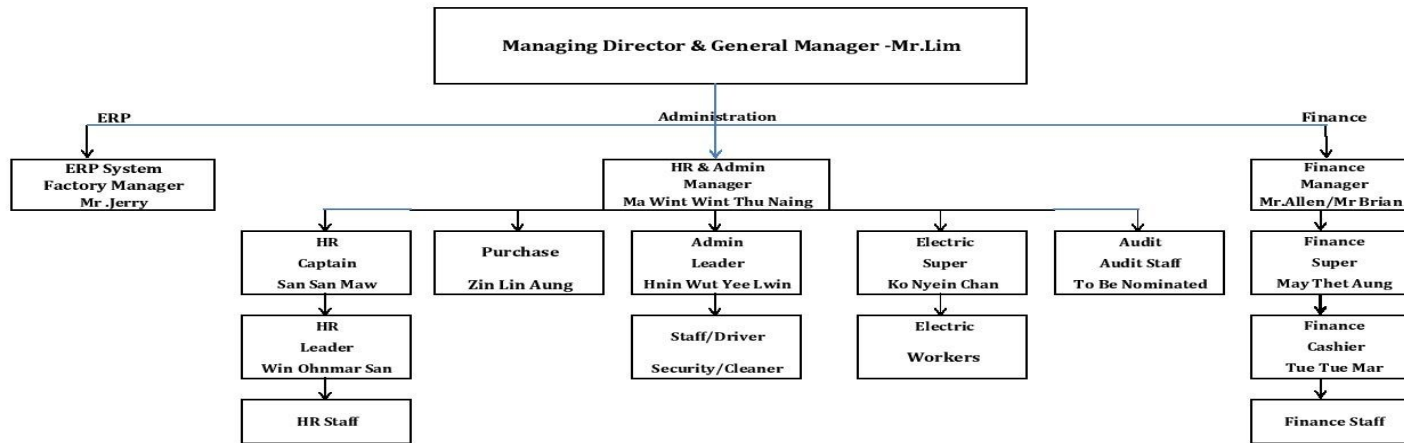 Managing Director & General Manager -Mr.Lim
ERP
Administration
Finance
ERP System
Factory Manager
Mr .Jerry
HR & Admin
Manager
Ma Wint Wint Thu Naing
Finance
Manager
Mr.Allen/Mr Brian
HR
Captain
San San Maw
Purchase
Zin Lin Aung
Admin
Leader
Hnin Wut Yee Lwin
Electric
Super
Ko Nyein Chan
Audit
Audit Staff
To Be Nominated
Finance
Super
May Thet Aung
HR
Leader
Win Ohnmar San
Staff/Driver
Security/Cleaner
Electric
Workers
Finance
Cashier
Tue Tue Mar
HR Staff
Finance Staff